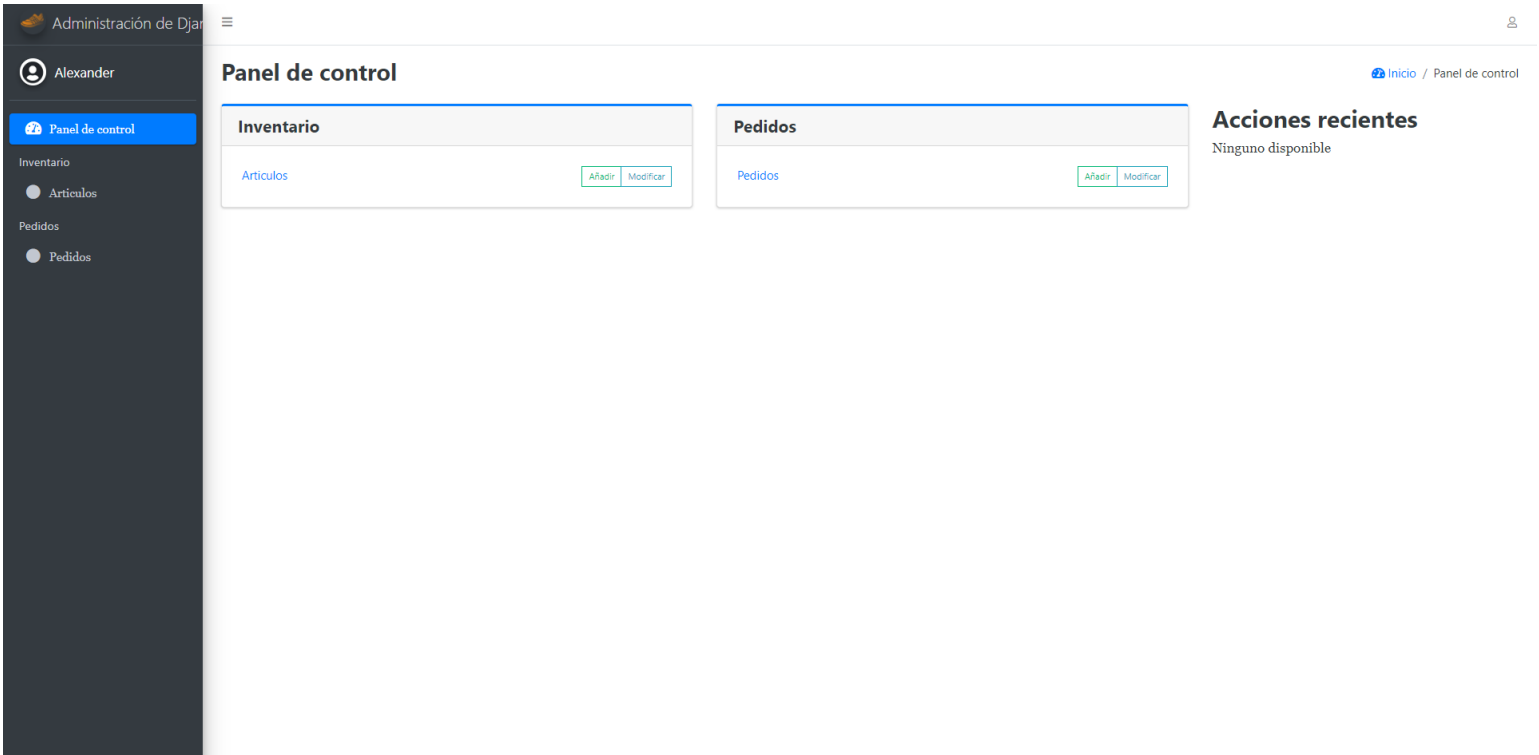 Administración de Djan
Alexander
Panel de control
Inventario
Articulos
Pedidos
Pedidos
Panel de control
Inicio / Panel de control
Inventario
Articulos
Añadir Modificar
Pedidos
Pedidos
Añadir Modificar
Acciones recientes
Ninguno disponible